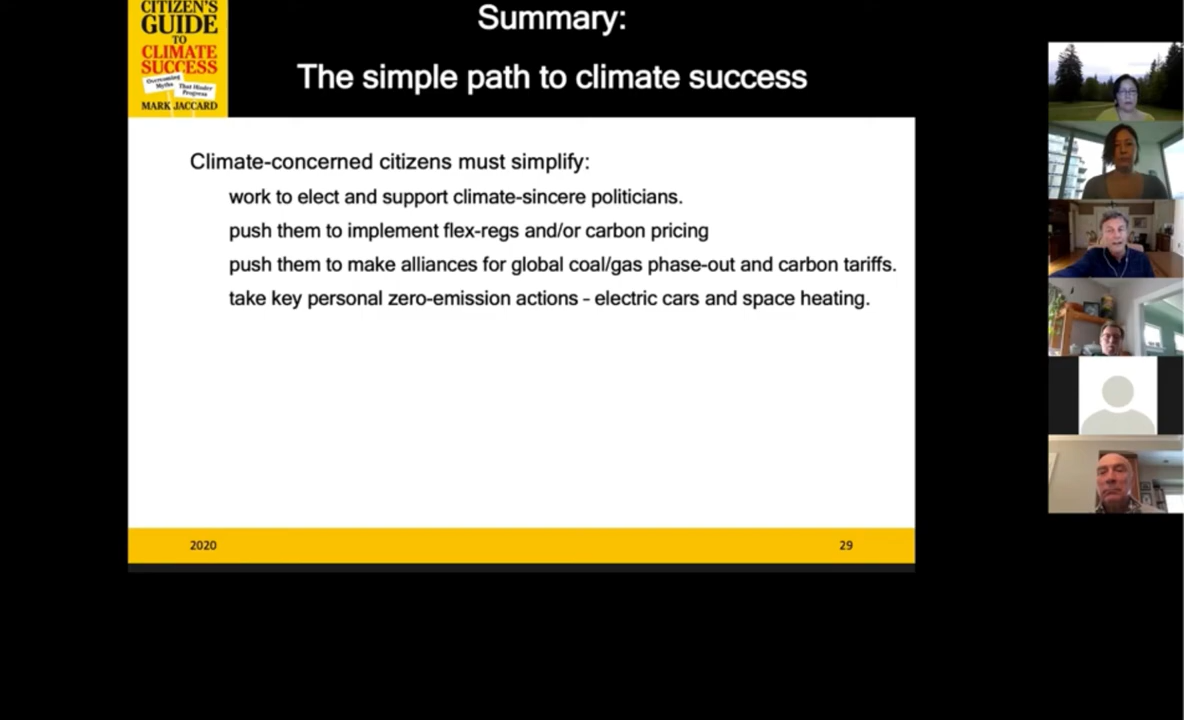 CITIZEN'S
GUIDE
TO
CLIMATE
SUCCESS
Overcoming
Myths That Hinder
Progress
MARK JACCARD
Summary:
The simple path to climate success
Climate-concerned citizens must simplify:
work to elect and support climate-sincere politicians.
push them to implement flex-regs and/or carbon pricing
push them to make alliances for global coal/gas phase-out and carbon tariffs.
take key personal zero-emission actions - electric cars and space heating.
2020 29